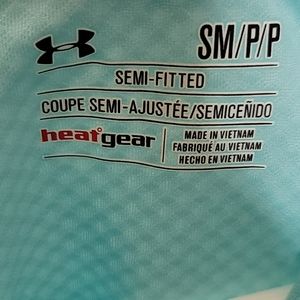 SM/P/P
SEMI-FITTED
COUPE SEMI-AJUSTÉE/SEMICEÑIDO
heatgear
MADE IN VIETNAM
FABRIQUÉ AU VIETNAM
HECHO EN VIETNAM